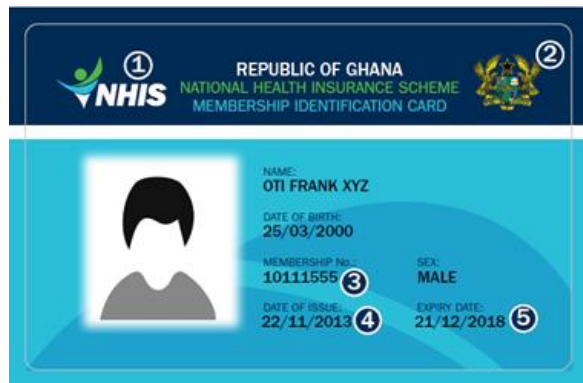 1
2
NHIS
REPUBLIC OF GHANA
NATIONAL HEALTH INSURANCE SCHEME
MEMBERSHIP IDENTIFICATION CARD
NAME:
OTI FRANK XYZ
DATE OF BIRTH:
25/03/2000
MEMBERSHIP No.: SEX:
10111555 3 MALE
DATE OF ISSUE: EXPIRY DATE:
22/11/2013 4 21/12/2018 5